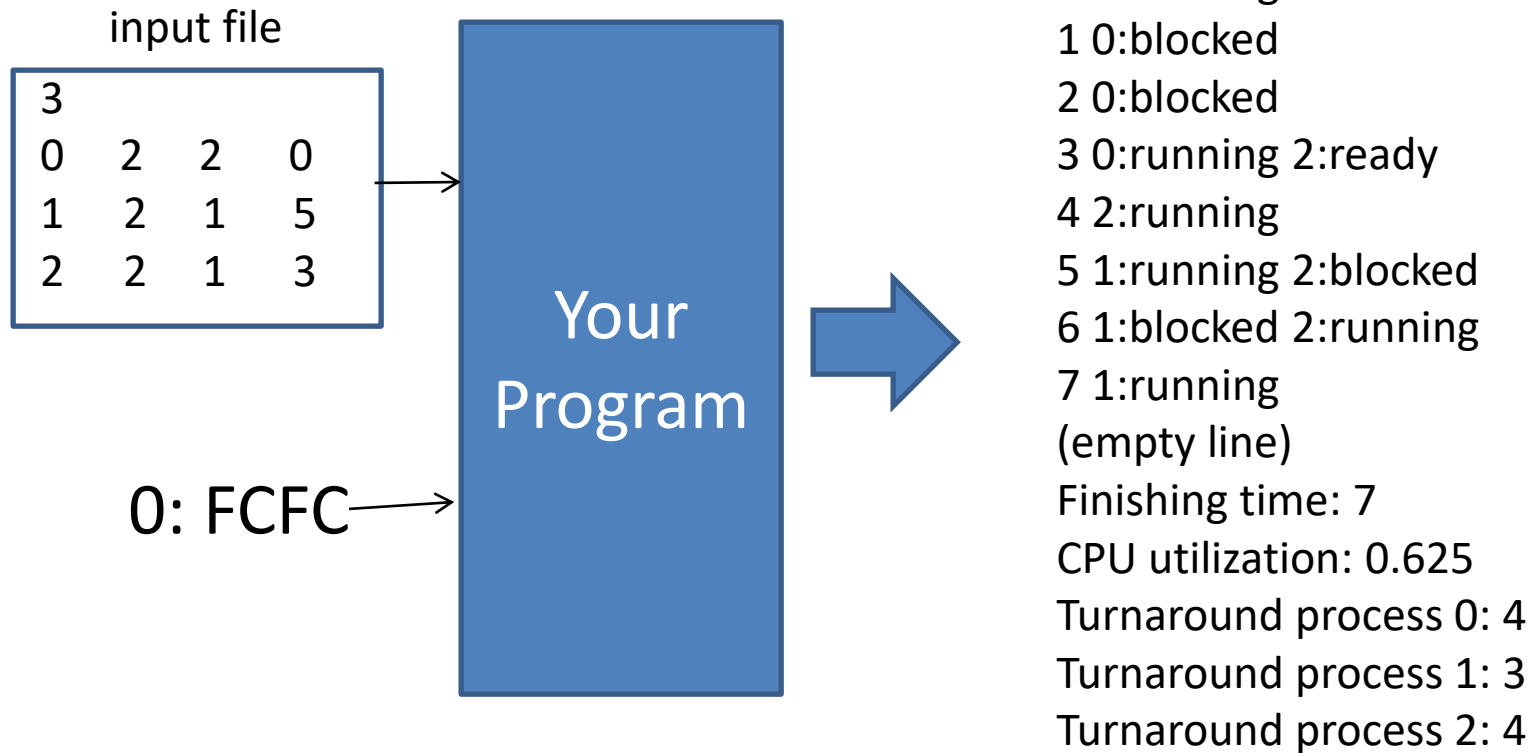 input file
3
0 2 2 0
1 2 1 5
2 2 1 3
0: FCFC
Your
Program
1 0:blocked
2 0:blocked
3 0:running 2:ready
4 2:running
5 1:running 2:blocked
6 1:blocked 2:running
7 1:running
(empty line)
Finishing time: 7
CPU utilization: 0.625
Turnaround process 0: 4
Turnaround process 1: 3
Turnaround process 2: 4